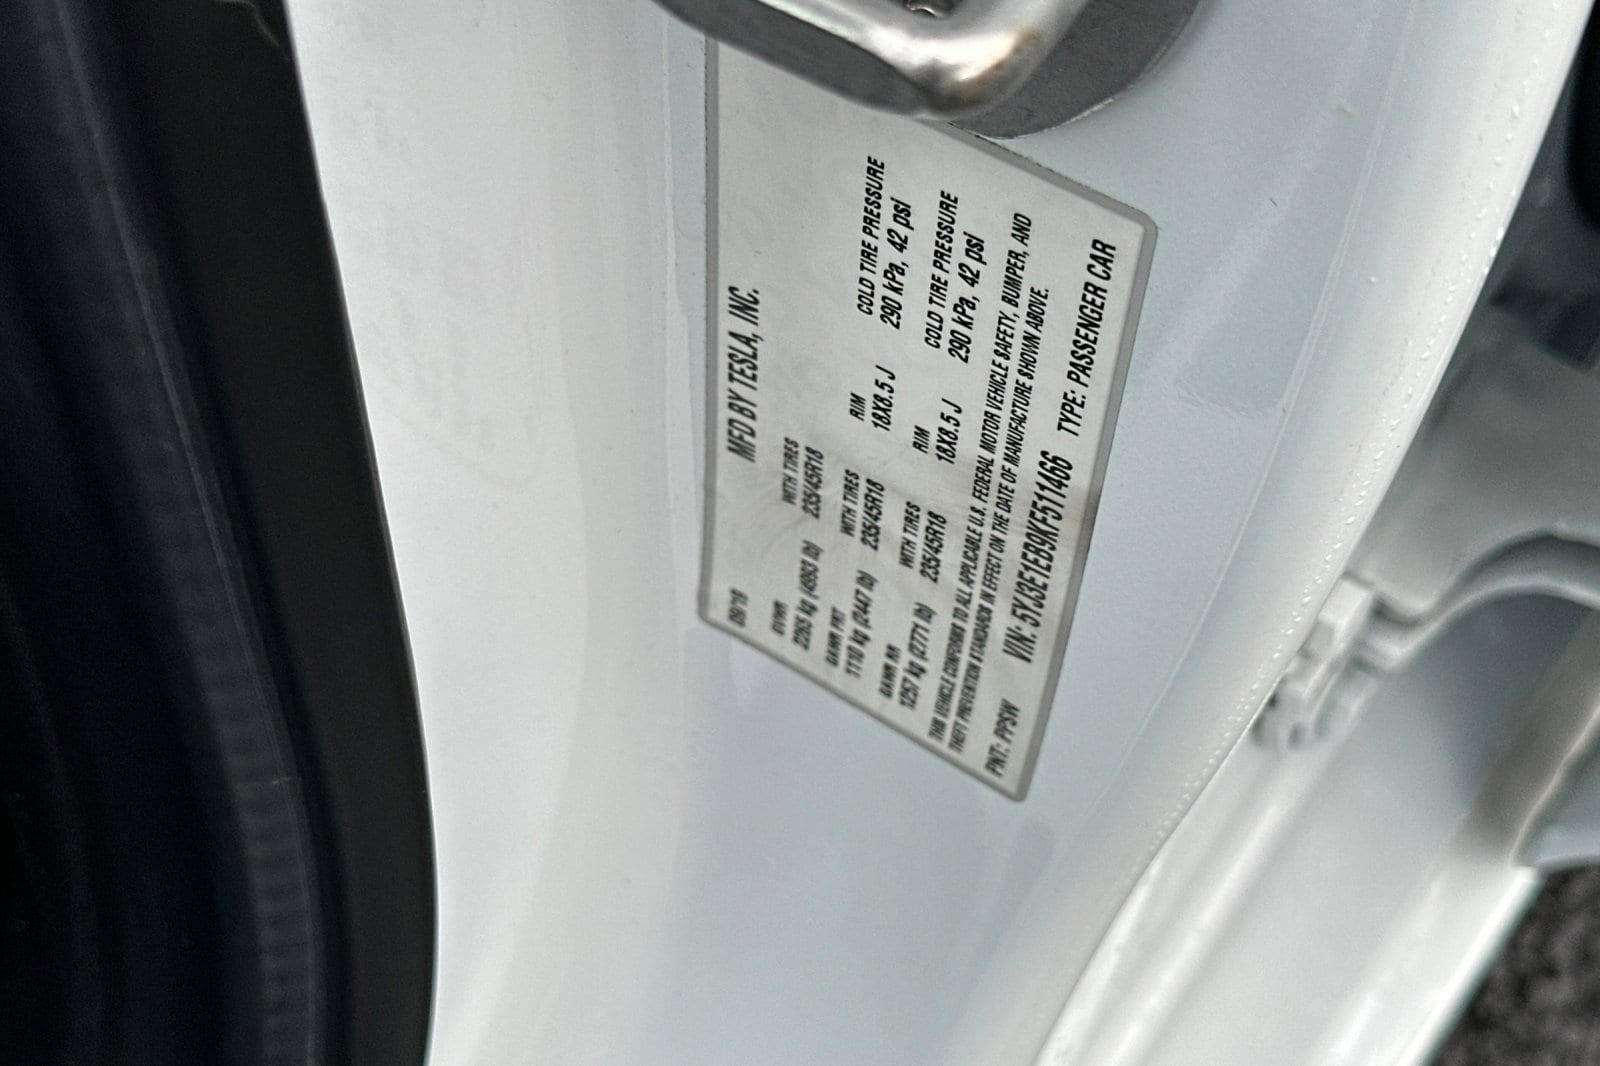 MFD BY TESLA, INC.
09/19
GVWR
2265 kg (4993 lb)
WITH TIRES
235/45R18
GAWR FRT
1110 kg (2447 lb)
WITH TIRES
235/45R18
RIM
18X8.5 J
COLD TIRE PRESSURE
290 kPa, 42 psi
GAWR RR
1257 kg (2771 lb)
WITH TIRES
235/45R18
RIM
18X8.5 J
COLD TIRE PRESSURE
290 kPa, 42 psi
THIS VEHICLE CONFORMS TO ALL APPLICABLE U.S. FEDERAL MOTOR VEHICLE SAFETY, BUMPER, AND
THEFT PREVENTION STANDARDS IN EFFECT ON THE DATE OF MANUFACTURE SHOWN ABOVE.
PNT: PPSW VIN: 5YJ3E1EB9KF511466 TYPE: PASSENGER CAR